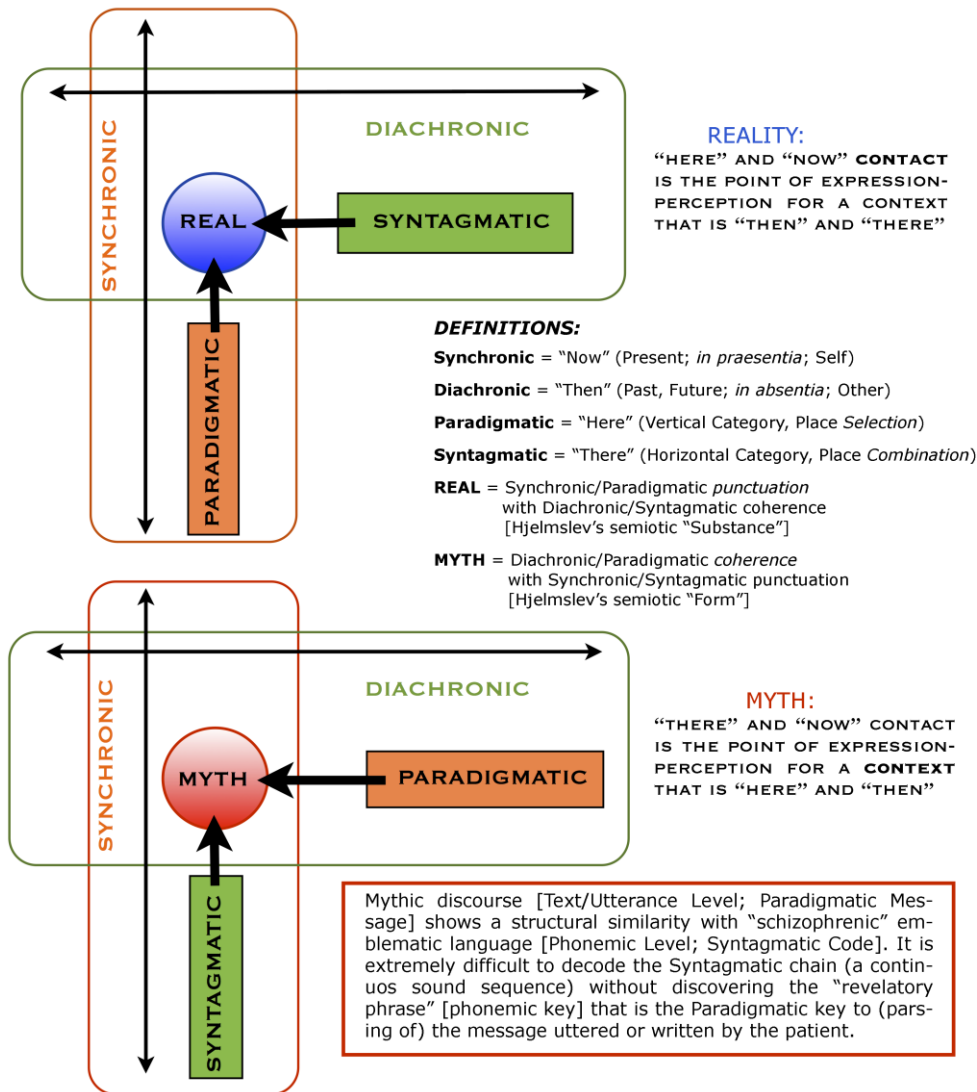 SYNCHRONIC
DIACHRONIC
REAL
SYNTAGMATIC
PARADIGMATIC
REALITY:
“HERE” AND “NOW” CONTACT
IS THE POINT OF EXPRESSION-
PERCEPTION FOR A CONTEXT
THAT IS “THEN” AND “THERE”
DEFINITIONS:
Synchronic = “Now” (Present; in praesentia; Self)
Diachronic = “Then” (Past, Future; in absentia; Other)
Paradigmatic = “Here” (Vertical Category, Place Selection)
Syntagmatic = “There” (Horizontal Category, Place Combination)
REAL = Synchronic/Paradigmatic punctuation
with Diachronic/Syntagmatic coherence
[Hjelmslev’s semiotic “Substance”]
MYTH = Diachronic/Paradigmatic coherence
with Synchronic/Syntagmatic punctuation
[Hjelmslev’s semiotic “Form”]
SYNCHRONIC
DIACHRONIC
MYTH
PARADIGMATIC
SYNTAGMATIC
MYTH:
“THERE” AND “NOW” CONTACT
IS THE POINT OF EXPRESSION-
PERCEPTION FOR A CONTEXT
THAT IS “HERE” AND “THEN”
Mythic discourse [Text/Utterance Level; Paradigmatic Mes-
sage] shows a structural similarity with “schizophrenic” em-
blematic language [Phonemic Level; Syntagmatic Code]. It is
extremely difficult to decode the Syntagmatic chain (a contin-
uos sound sequence) without discovering the “revelatory
phrase” [phonemic key] that is the Paradigmatic key to (pars-
ing of) the message uttered or written by the patient.